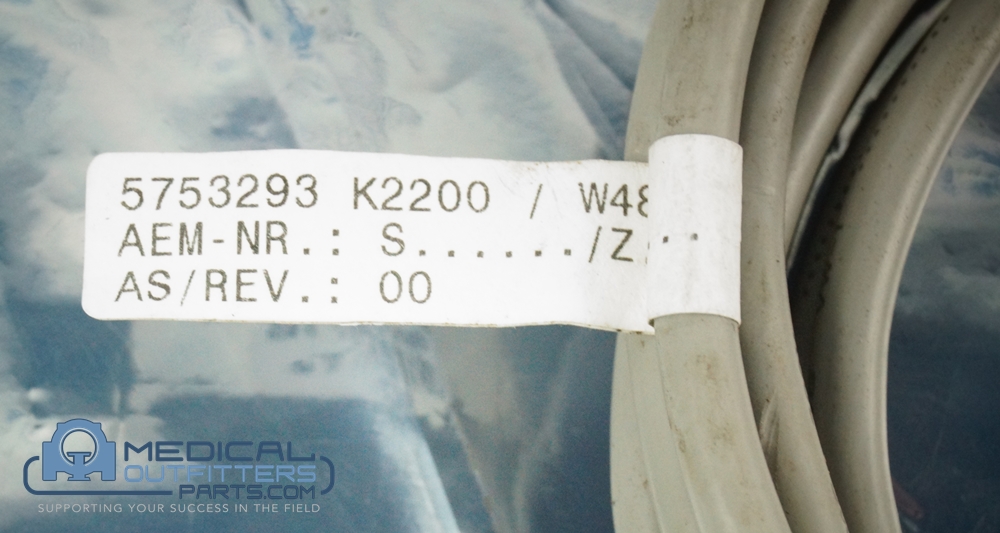 5753293 K2200 / W48
AEM-NR.: S....../Z...
AS/REV.: 00
MEDICAL
OUTFITTERS
PARTS.COM
SUPPORTING YOUR SUCCESS IN THE FIELD